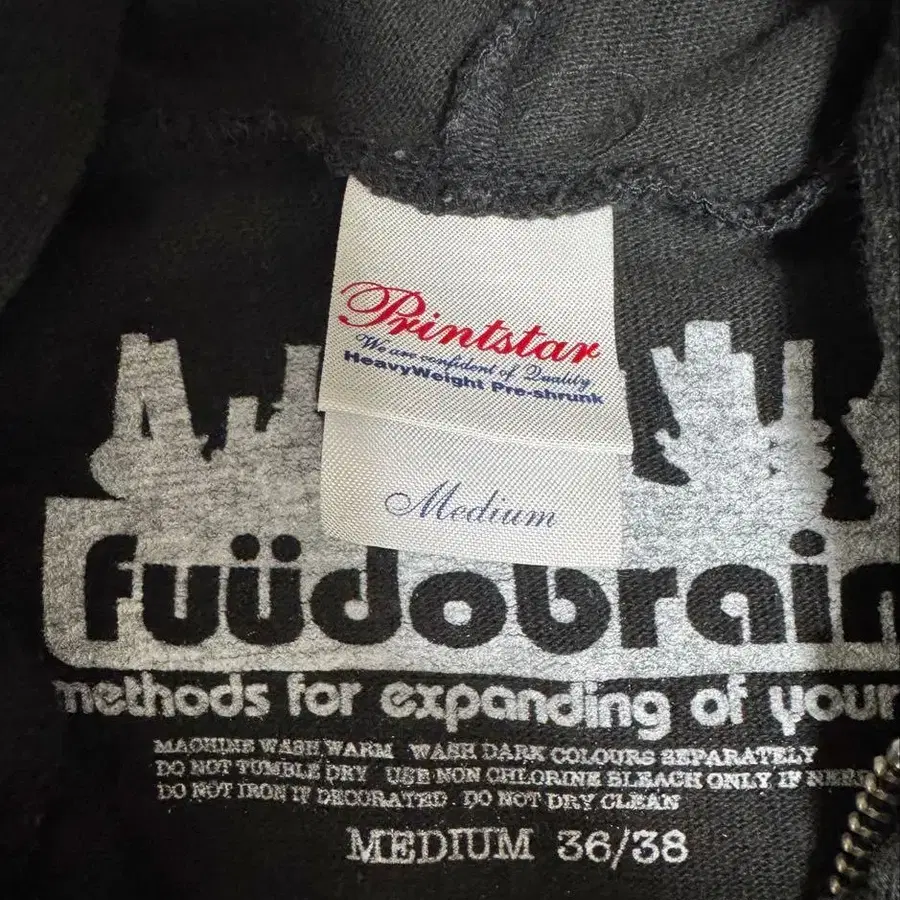 Printstar
We are confident of Quality
HeavyWeight Pre-shrunk
Medium
fuüdobrain
methods for expanding of your
MACHINE WASH WARM WASH DARK COLOURS SEPARATELY
DO NOT TUMBLE DRY USE NON CHLORINE BLEACH ONLY IF
DO NOT IRON IF DECORATED. DO NOT DRY CLEAN
MEDIUM 36/38